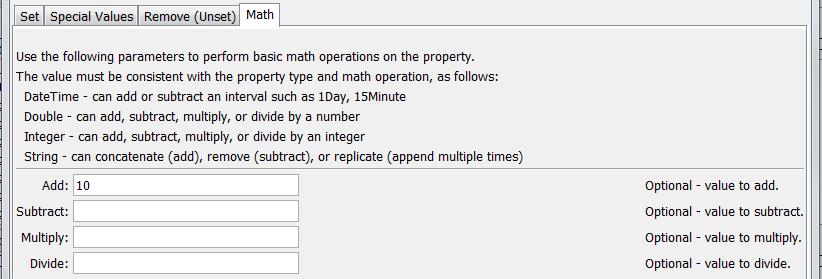 Set Special Values Remove (Unset) Math
Use the following parameters to perform basic math operations on the property.
The value must be consistent with the property type and math operation, as follows:
DateTime - can add or subtract an interval such as 1Day, 15Minute
Double - can add, subtract, multiply, or divide by a number
Integer - can add, subtract, multiply, or divide by an integer
String - can concatenate (add), remove (subtract), or replicate (append multiple times)
Add: 10 Optional - value to add.
Subtract: Optional - value to subtract.
Multiply: Optional - value to multiply.
Divide: Optional - value to divide.